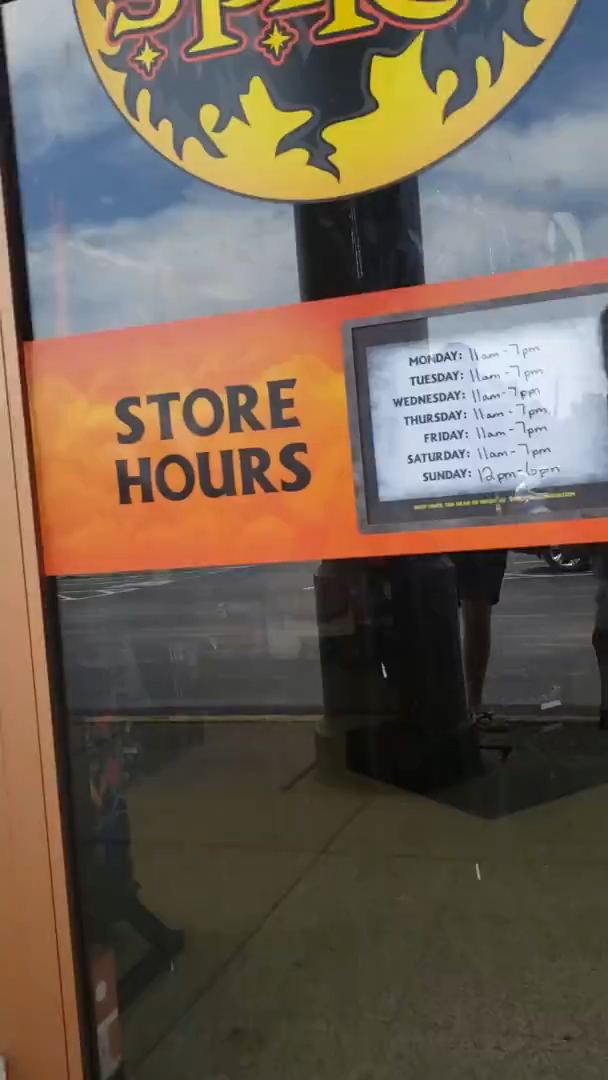 STORE
HOURS
MONDAY: 11am-7pm
TUESDAY: 11am-7pm
WEDNESDAY: 11am-7pm
THURSDAY: 11am-7pm
FRIDAY: 11am-7pm
SATURDAY: 11am-7pm
SUNDAY: 12pm-6pm